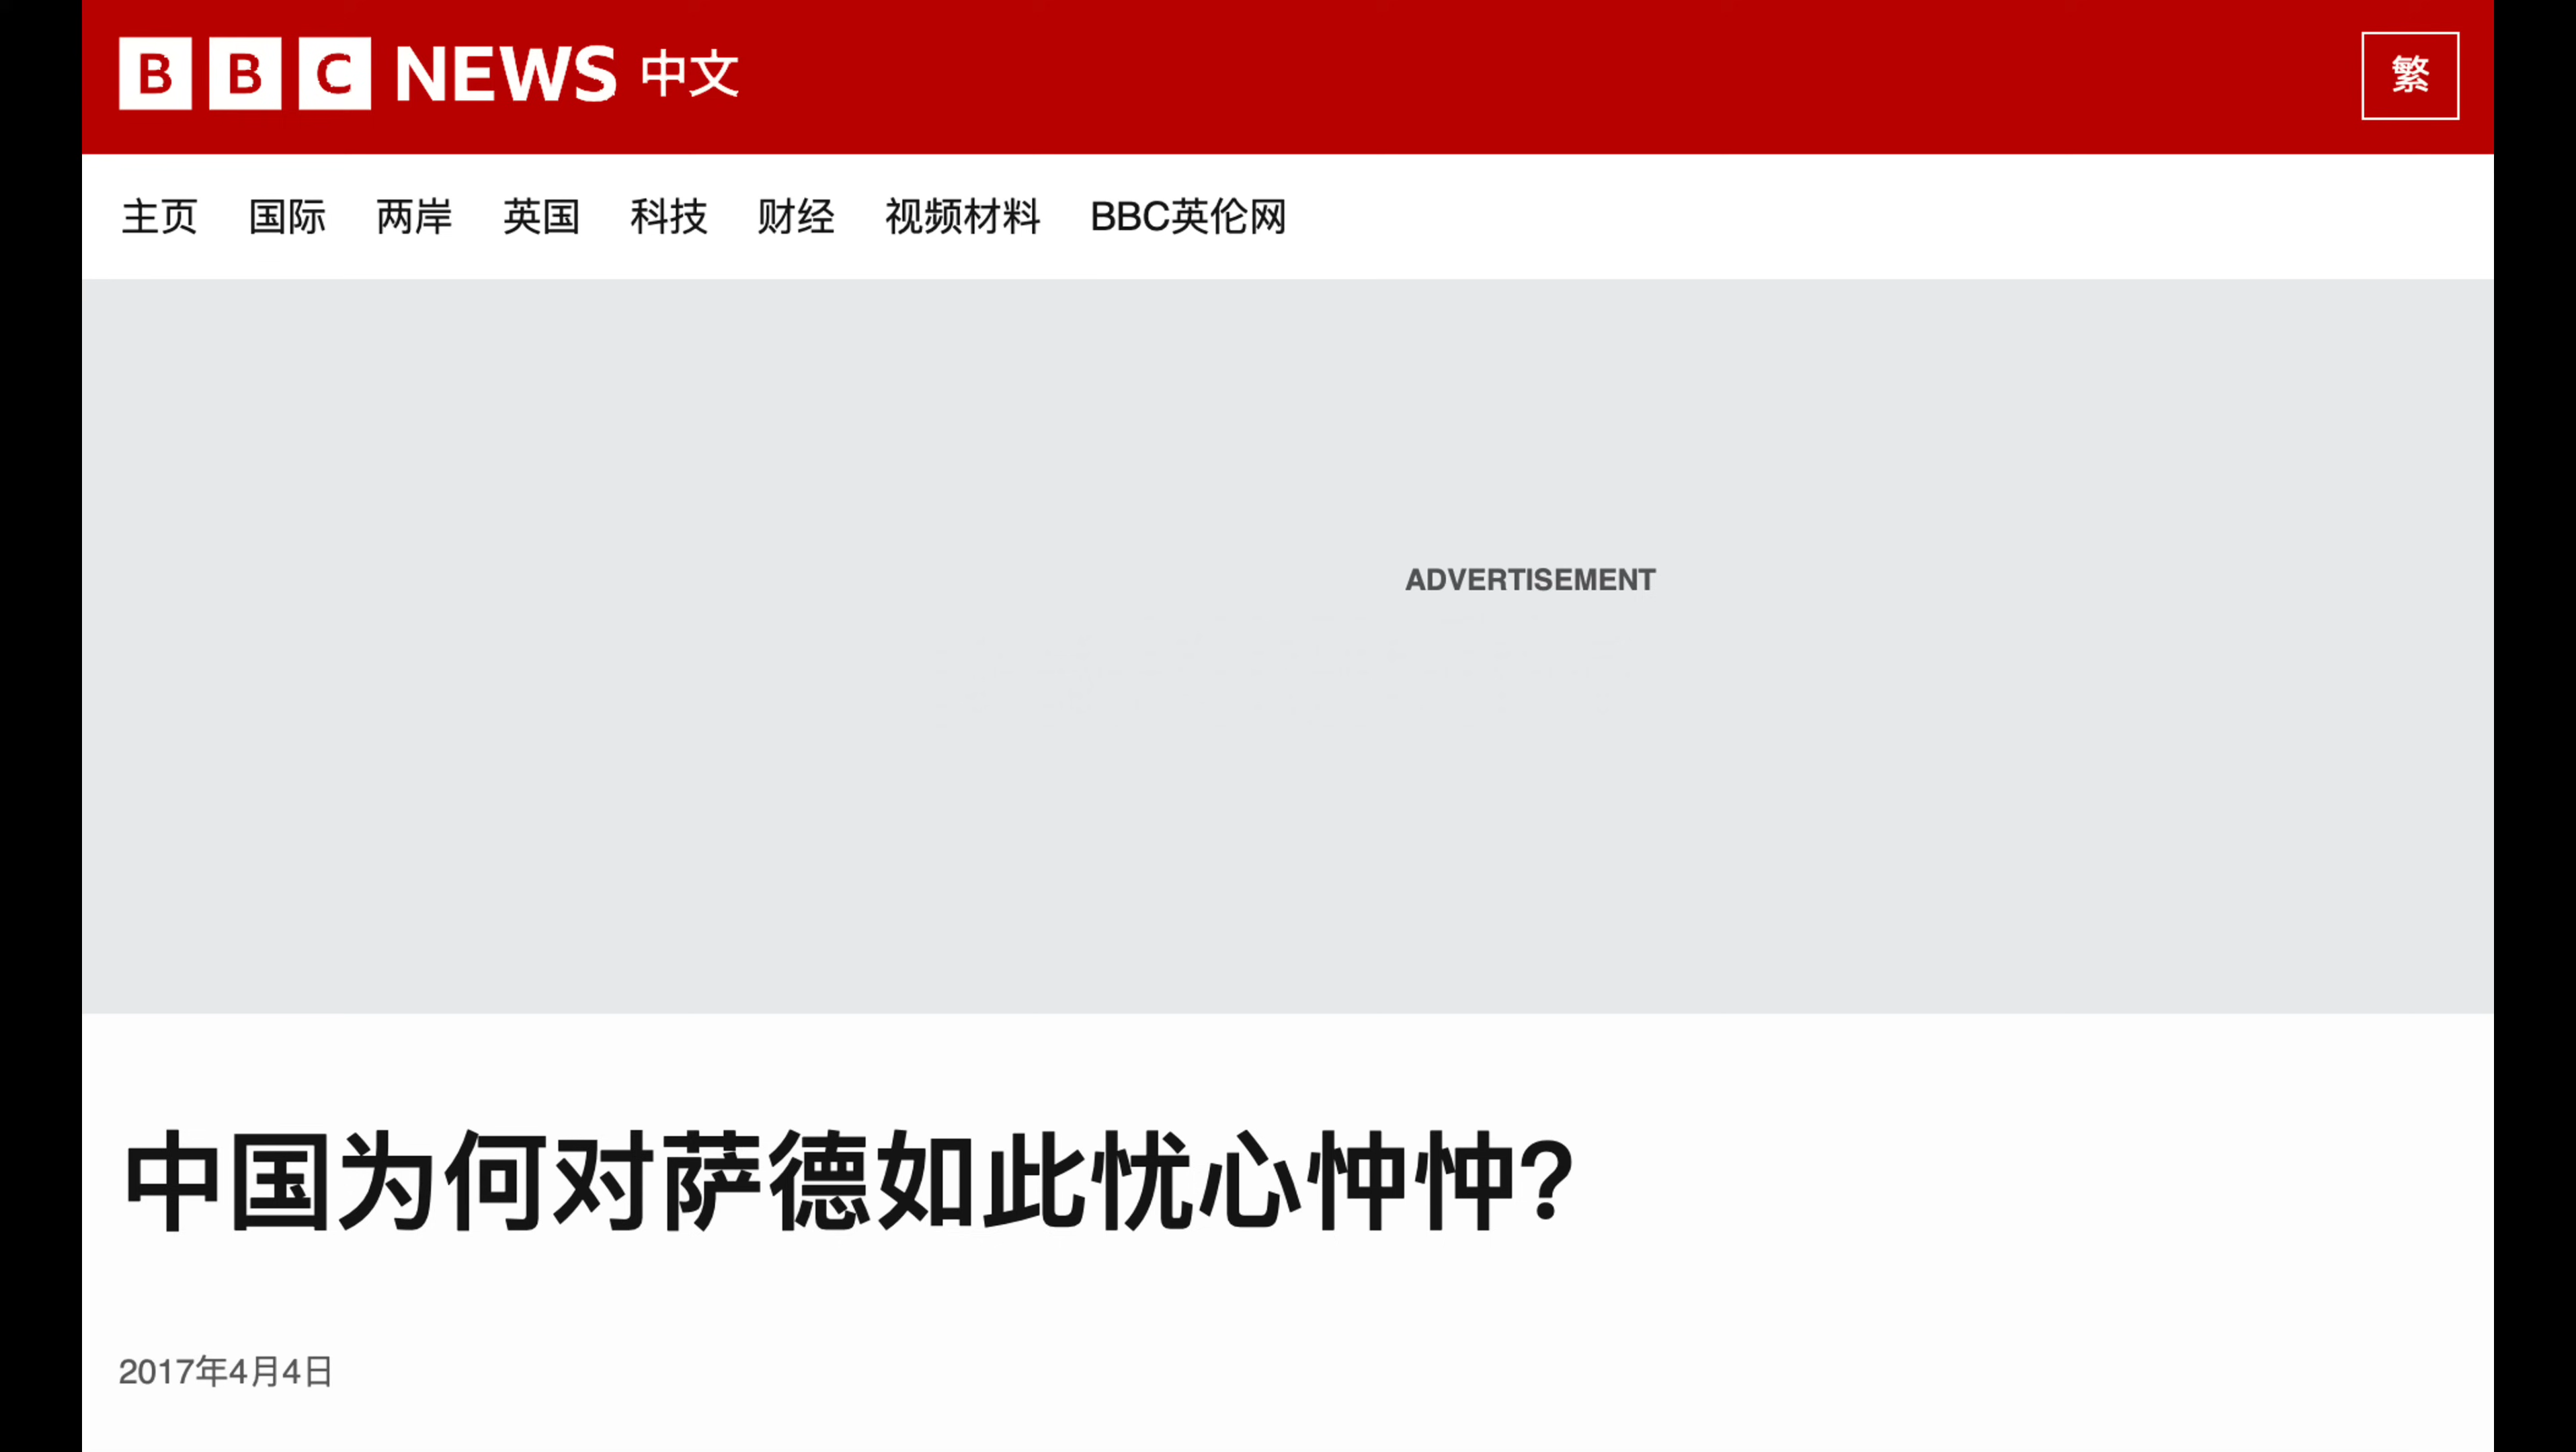 BBC NEWS 中文
繁
主页 国际 两岸 英国 科技 财经 视频材料 BBC英伦网
ADVERTISEMENT
中国为何对萨德如此忧心忡忡?
2017年4月4日